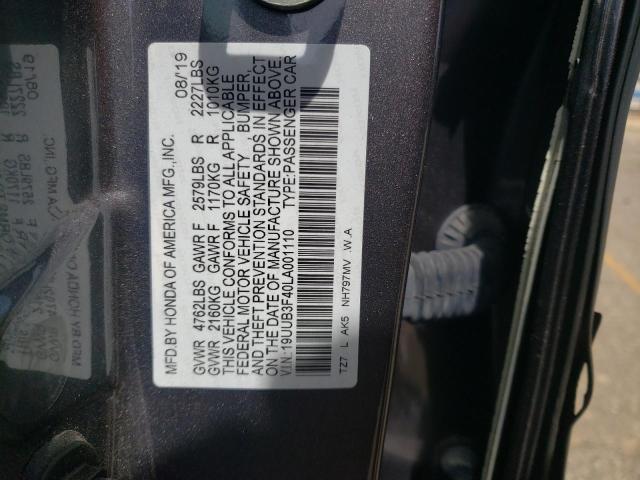 MFD.BY HONDA OF AMERICA MFG.,INC. 08/19
GVWR 4762LBS GAWR F 2579LBS R 2227LBS
GVWR 2160KG GAWR F 1170KG R 1010KG
THIS VEHICLE CONFORMS TO ALL APPLICABLE
FEDERAL MOTOR VEHICLE SAFETY , BUMPER,
AND THEFT PREVENTION STANDARDS IN EFFECT
ON THE DATE OF MANUFACTURE SHOWN ABOVE.
V.I.N.:19UUB3F40LA001110 TYPE:PASSENGER CAR
TZ7 L AK5 NH797MV .W.A